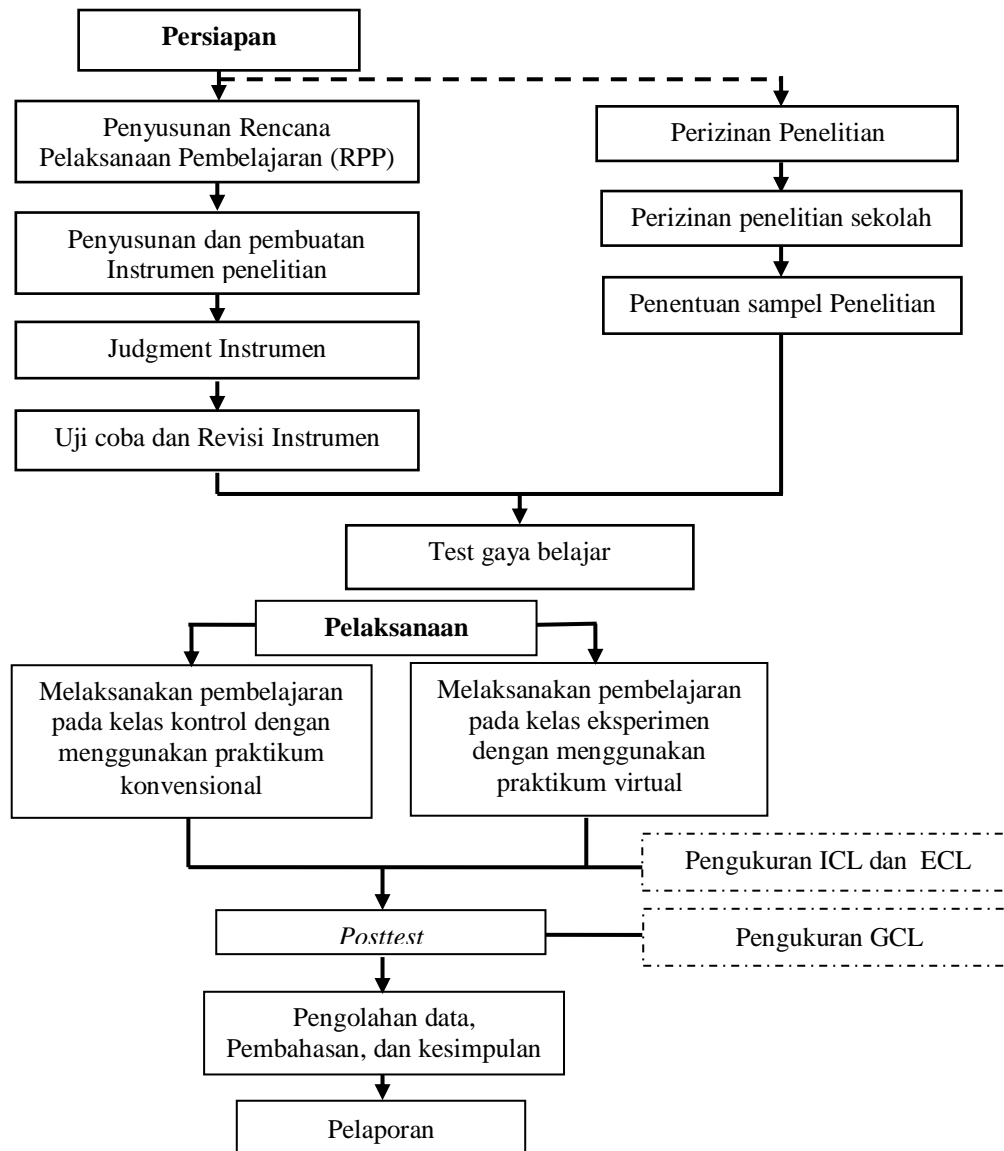 Persiapan
Penyusunan Rencana
Pelaksanaan Pembelajaran (RPP)
Perizinan Penelitian
Penyusunan dan pembuatan
Instrumen penelitian
Perizinan penelitian sekolah
Judgment Instrumen
Penentuan sampel Penelitian
Uji coba dan Revisi Instrumen
Test gaya belajar
Pelaksanaan
Melaksanakan pembelajaran
pada kelas kontrol dengan
menggunakan praktikum
konvensional
Melaksanakan pembelajaran
pada kelas eksperimen
dengan menggunakan
praktikum virtual
Pengukuran ICL dan ECL
Posttest
Pengukuran GCL
Pengolahan data,
Pembahasan, dan kesimpulan
Pelaporan